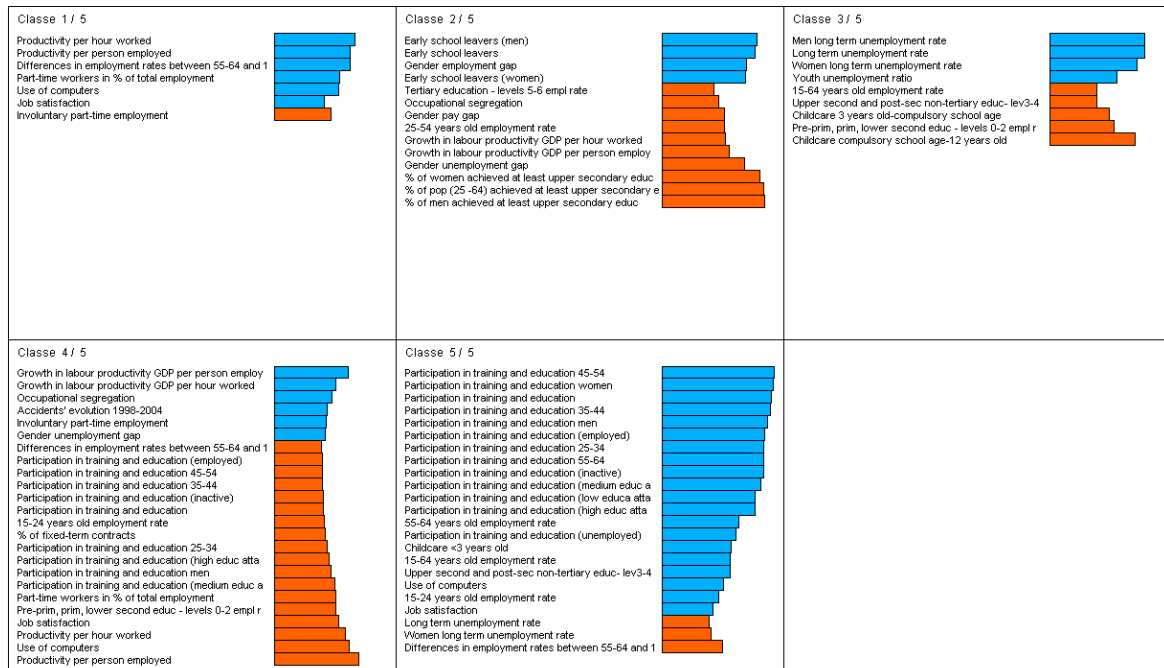 Classe 1 / 5
Productivity per hour worked
Productivity per person employed
Differences in employment rates between 55-64 and 1
Part-time workers in % of total employment
Use of computers
Job satisfaction
Involuntary part-time employment
Classe 2 / 5
Early school leavers (men)
Early school leavers
Gender employment gap
Early school leavers (women)
Tertiary education - levels 5-6 empl rate
Occupational segregation
Gender pay gap
25-54 years old employment rate
Growth in labour productivity GDP per hour worked
Growth in labour productivity GDP per person employ
Gender unemployment gap
% of women achieved at least upper secondary educ
% of pop (25 -64) achieved at least upper secondary e
% of men achieved at least upper secondary educ
Classe 3 / 5
Men long term unemployment rate
Long term unemployment rate
Women long term unemployment rate
Youth unemployment ratio
15-64 years old employment rate
Upper second and post-sec non-tertiary educ- lev3-4
Childcare 3 years old-compulsory school age
Pre-prim, prim, lower second educ - levels 0-2 empl r
Childcare compulsory school age-12 years old
Classe 4 / 5
Growth in labour productivity GDP per person employ
Growth in labour productivity GDP per hour worked
Occupational segregation
Accidents' evolution 1998-2004
Involuntary part-time employment
Gender unemployment gap
Differences in employment rates between 55-64 and 1
Participation in training and education (employed)
Participation in training and education 45-54
Participation in training and education 35-44
Participation in training and education (inactive)
Participation in training and education
15-24 years old employment rate
% of fixed-term contracts
Participation in training and education 25-34
Participation in training and education (high educ atta
Participation in training and education men
Participation in training and education (medium educ a
Part-time workers in % of total employment
Pre-prim, prim, lower second educ - levels 0-2 empl r
Job satisfaction
Productivity per hour worked
Use of computers
Productivity per person employed
Classe 5 / 5
Participation in training and education 45-54
Participation in training and education women
Participation in training and education
Participation in training and education 35-44
Participation in training and education men
Participation in training and education (employed)
Participation in training and education 25-34
Participation in training and education 55-64
Participation in training and education (inactive)
Participation in training and education (medium educ a
Participation in training and education (low educa atta
Participation in training and education (high educ atta
55-64 years old employment rate
Participation in training and education (unemployed)
Childcare <3 years old
15-64 years old employment rate
Upper second and post-sec non-tertiary educ- lev3-4
Use of computers
15-24 years old employment rate
Job satisfaction
Long term unemployment rate
Women long term unemployment rate
Differences in employment rates between 55-64 and 1